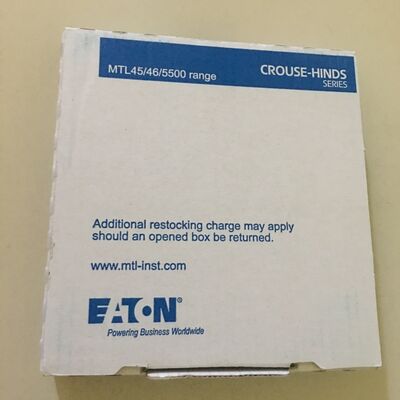 MTL45/46/5500 range
CROUSE-HINDS
SERIES
Additional restocking charge may apply
should an opened box be returned.
www.mtl-inst.com
EATON®
Powering Business Worldwide